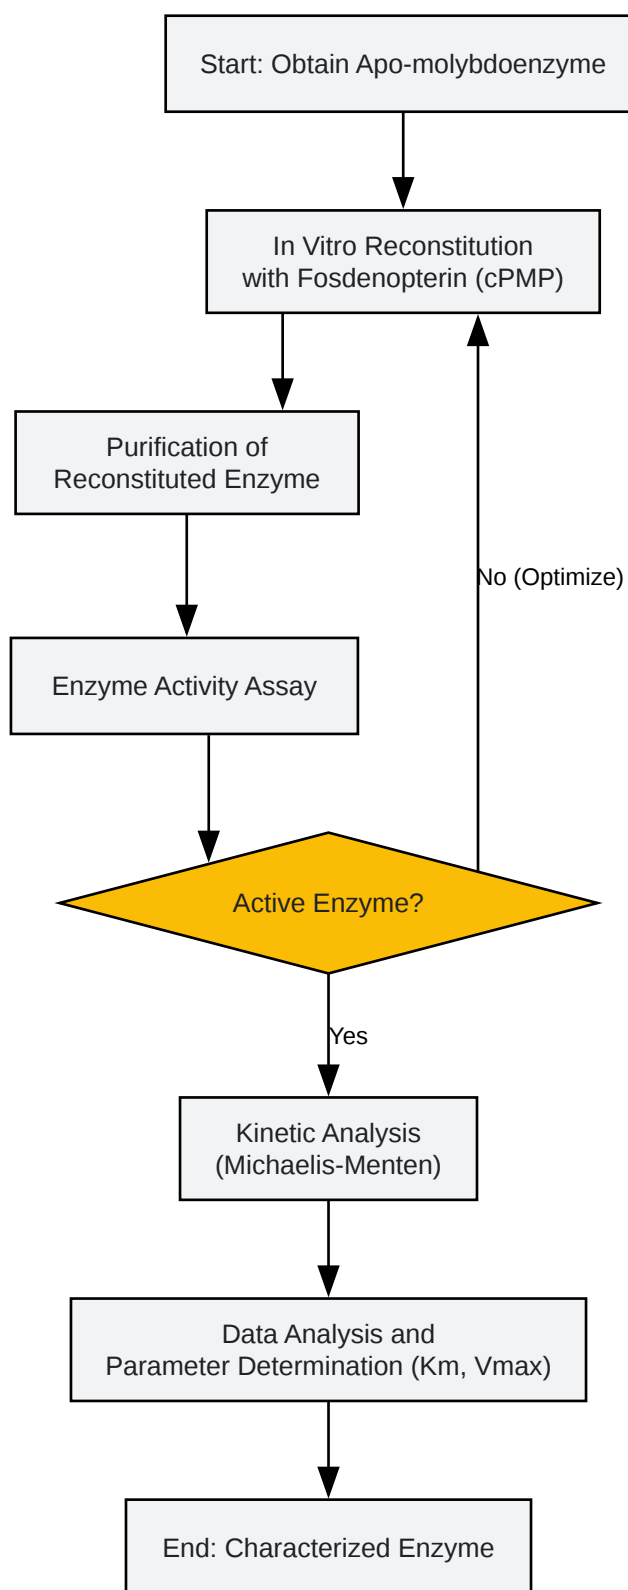 Start: Obtain Apo-molybdoenzyme
In Vitro Reconstitution
with Fosdenopterin (cPMP)
Purification of
Reconstituted Enzyme
No (Optimize)
Enzyme Activity Assay
Active Enzyme?
Yes
Kinetic Analysis
(Michaelis-Menten)
Data Analysis and
Parameter Determination (Km, Vmax)
End: Characterized Enzyme